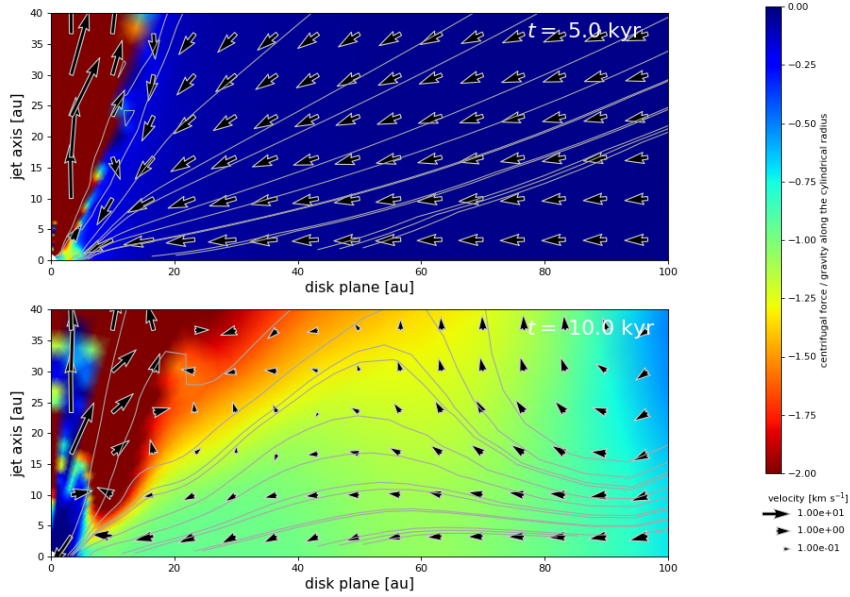 t = 5.0 kyr
jet axis [au]
40
35
30
25
20
15
10
5
0
0 20 40 60 80 100
disk plane [au]
t = 10.0 kyr
jet axis [au]
40
35
30
25
20
15
10
5
0
0 20 40 60 80 100
disk plane [au]
0.00
−0.25
−0.50
−0.75
−1.00
−1.25
−1.50
−1.75
−2.00
centrifugal force / gravity along the cylindrical radius
velocity [km s⁻¹]
1.00e+01
1.00e+00
1.00e-01